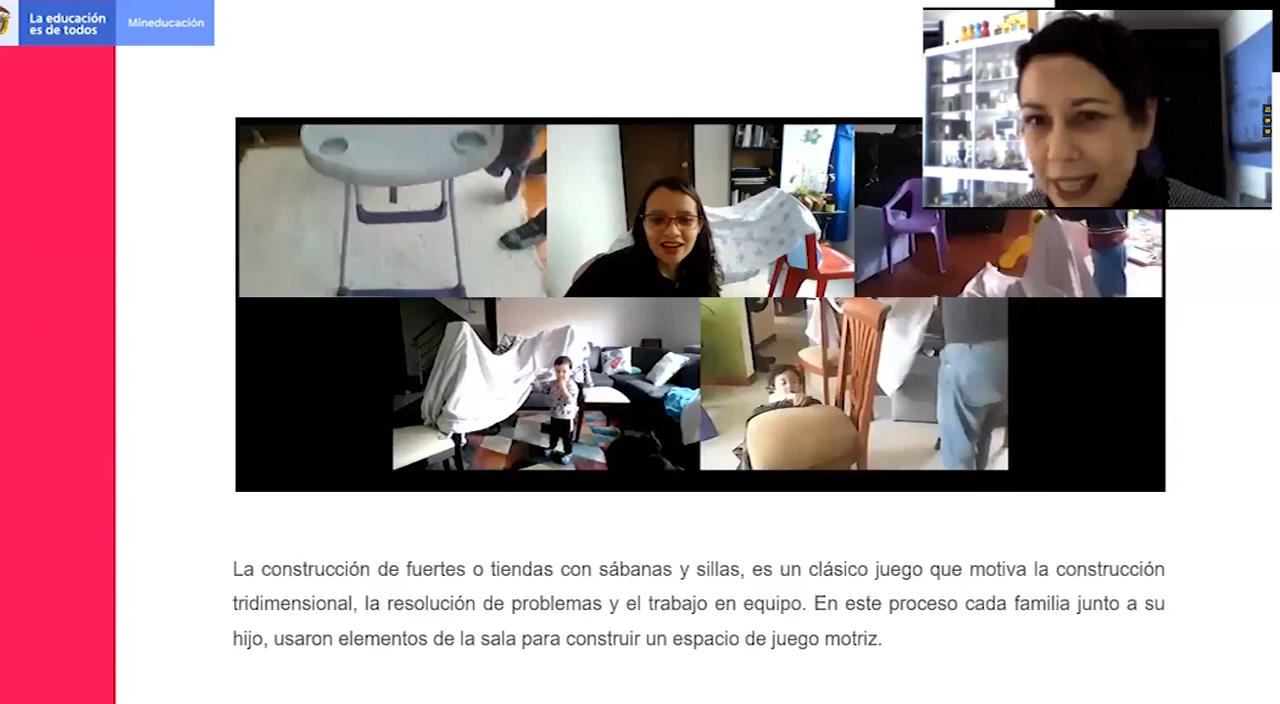 La educación
es de todos
Mineducación
La construcción de fuertes o tiendas con sábanas y sillas, es un clásico juego que motiva la construcción
tridimensional, la resolución de problemas y el trabajo en equipo. En este proceso cada familia junto a su
hijo, usaron elementos de la sala para construir un espacio de juego motriz.